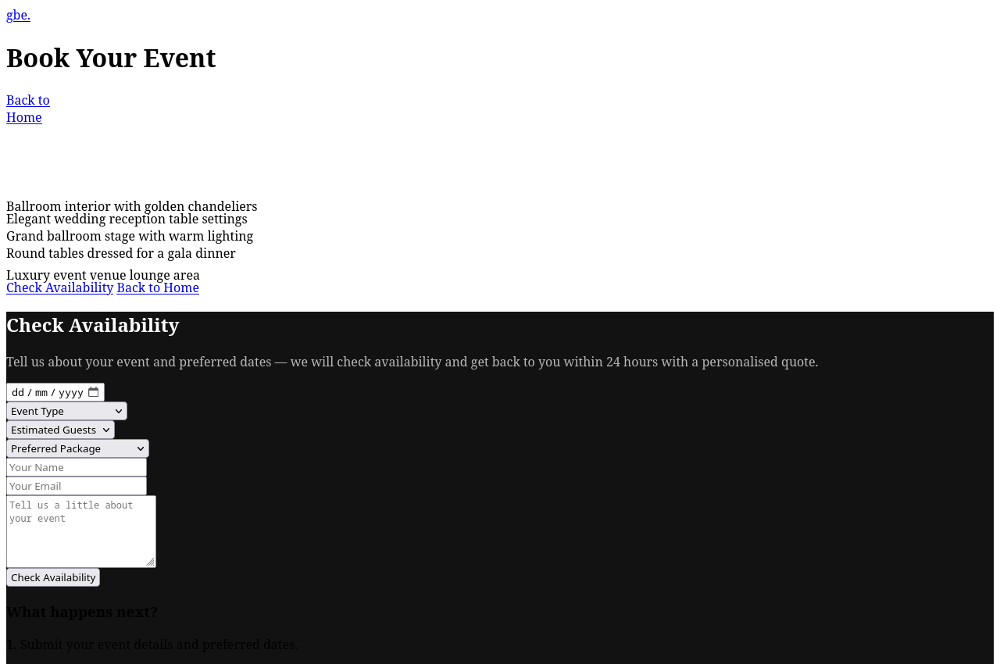 gbe.
Book Your Event
Back to
Home
Ballroom interior with golden chandeliers
Elegant wedding reception table settings
Grand ballroom stage with warm lighting
Round tables dressed for a gala dinner
Luxury event venue lounge area
Check Availability Back to Home
Check Availability
Tell us about your event and preferred dates — we will check availability and get back to you within 24 hours with a personalised quote.
dd / mm / yyyy
Event Type
Estimated Guests
Preferred Package
Your Name
Your Email
Tell us a little about
your event
Check Availability
What happens next?
1. Submit your event details and preferred dates.